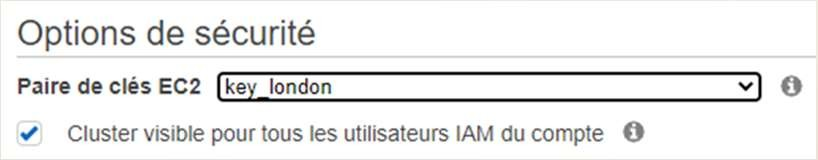 Options de sécurité
Paire de clés EC2 key_london
Cluster visible pour tous les utilisateurs IAM du compte